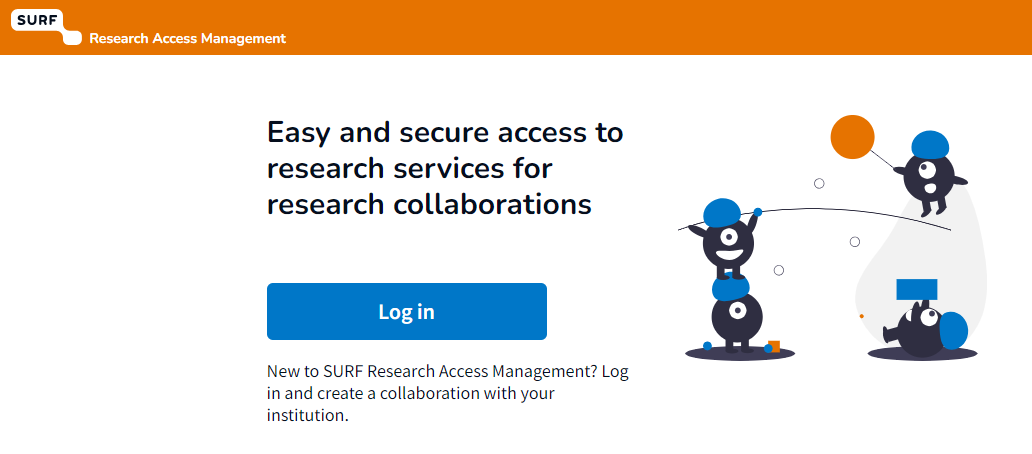 SURF
Research Access Management
Easy and secure access to
research services for
research collaborations
Log in
New to SURF Research Access Management? Log
in and create a collaboration with your
institution.